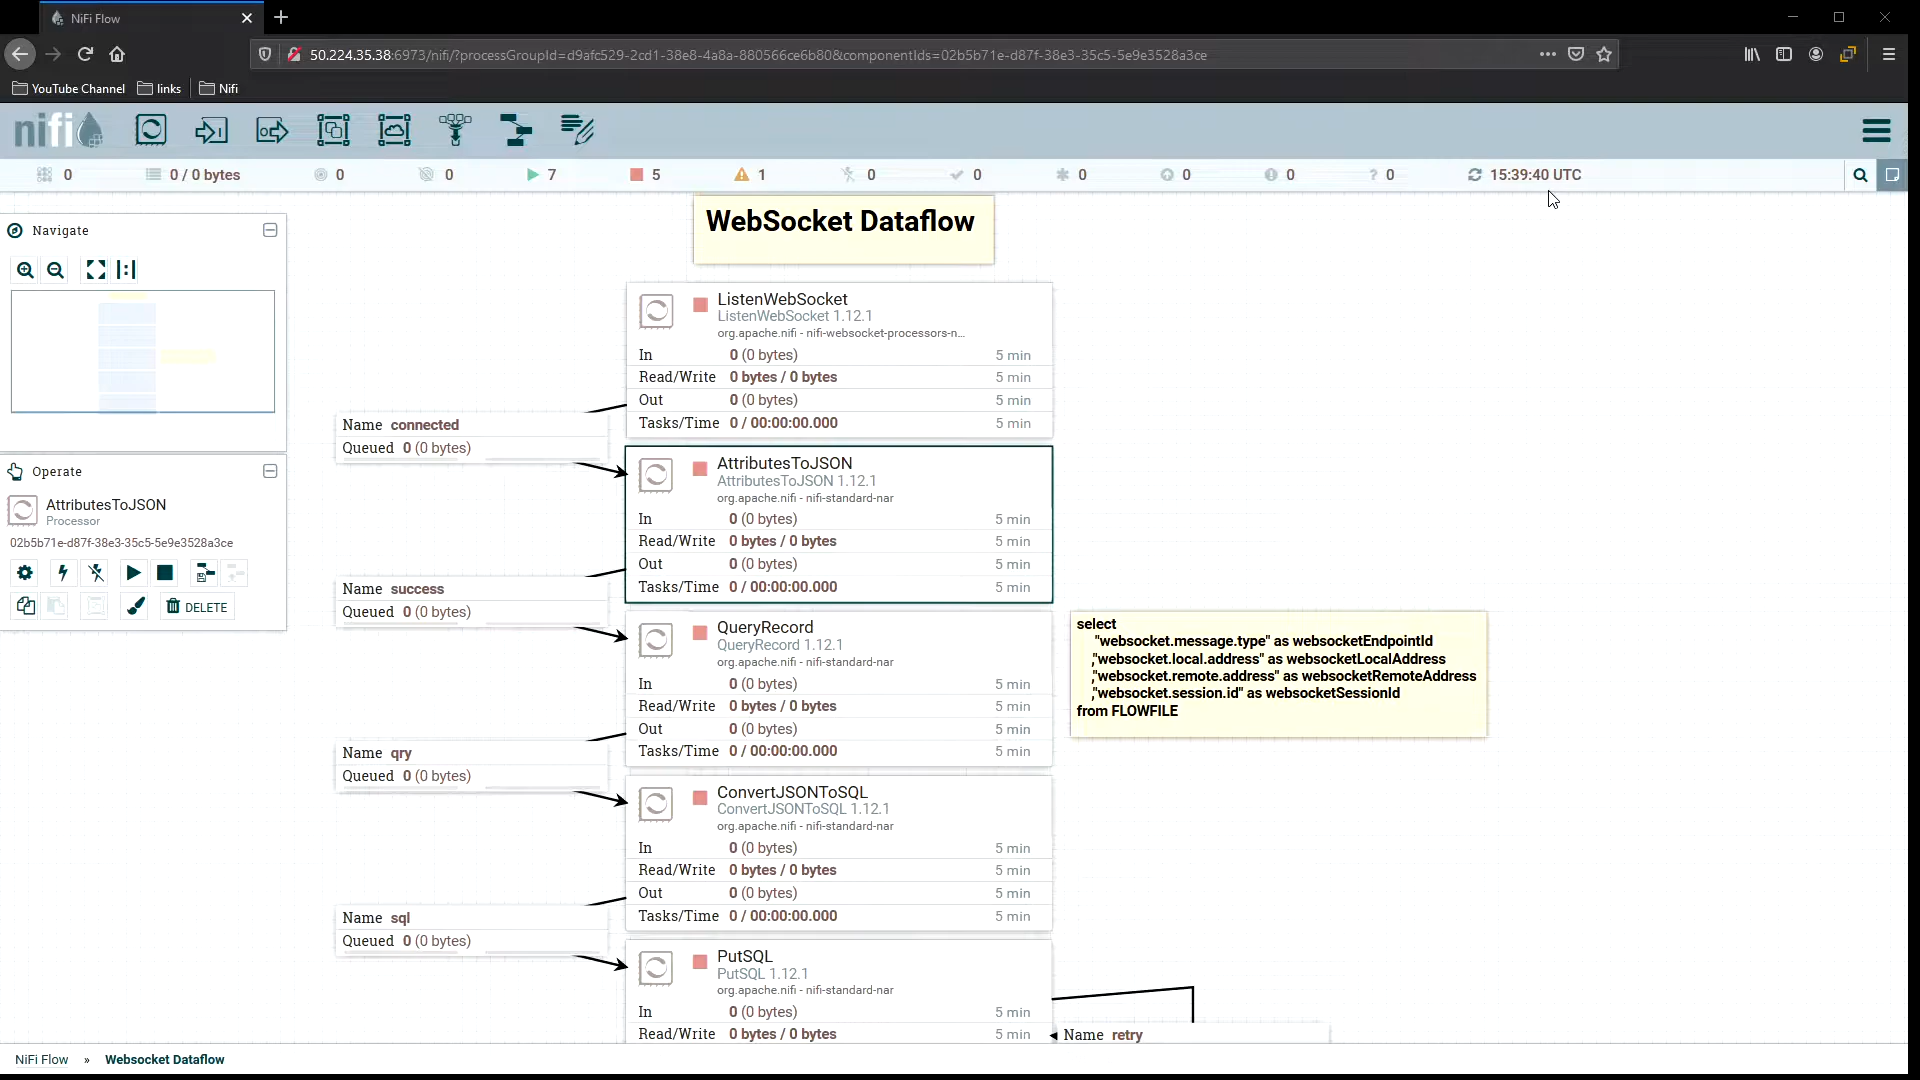 NiFi Flow
50.224.35.38:6973/nifi/?processGroupId=d9afc529-2cd1-38e8-4a8a-880566ce6b80&componentIds=02b5b71e-d87f-38e3-35c5-5e9e3528a3ce
YouTube Channel links Nifi
nifi
0 0 / 0 bytes 0 0 7 5 1 0 0 0 0 0 ? 0 15:39:40 UTC
WebSocket Dataflow
Navigate
Operate
AttributesToJSON
Processor
02b5b71e-d87f-38e3-35c5-5e9e3528a3ce
DELETE
ListenWebSocket
ListenWebSocket 1.12.1
org.apache.nifi - nifi-websocket-processors-n...
In 0 (0 bytes) 5 min
Read/Write 0 bytes / 0 bytes 5 min
Out 0 (0 bytes) 5 min
Tasks/Time 0 / 00:00:00.000 5 min
Name connected
Queued 0 (0 bytes)
AttributesToJSON
AttributesToJSON 1.12.1
org.apache.nifi - nifi-standard-nar
In 0 (0 bytes) 5 min
Read/Write 0 bytes / 0 bytes 5 min
Out 0 (0 bytes) 5 min
Tasks/Time 0 / 00:00:00.000 5 min
Name success
Queued 0 (0 bytes)
QueryRecord
QueryRecord 1.12.1
org.apache.nifi - nifi-standard-nar
In 0 (0 bytes) 5 min
Read/Write 0 bytes / 0 bytes 5 min
Out 0 (0 bytes) 5 min
Tasks/Time 0 / 00:00:00.000 5 min
select
"websocket.message.type" as websocketEndpointId
,"websocket.local.address" as websocketLocalAddress
,"websocket.remote.address" as websocketRemoteAddress
,"websocket.session.id" as websocketSessionId
from FLOWFILE
Name qry
Queued 0 (0 bytes)
ConvertJSONToSQL
ConvertJSONToSQL 1.12.1
org.apache.nifi - nifi-standard-nar
In 0 (0 bytes) 5 min
Read/Write 0 bytes / 0 bytes 5 min
Out 0 (0 bytes) 5 min
Tasks/Time 0 / 00:00:00.000 5 min
Name sql
Queued 0 (0 bytes)
PutSQL
PutSQL 1.12.1
org.apache.nifi - nifi-standard-nar
In 0 (0 bytes) 5 min
Read/Write 0 bytes / 0 bytes 5 min
Name retry
NiFi Flow » Websocket Dataflow